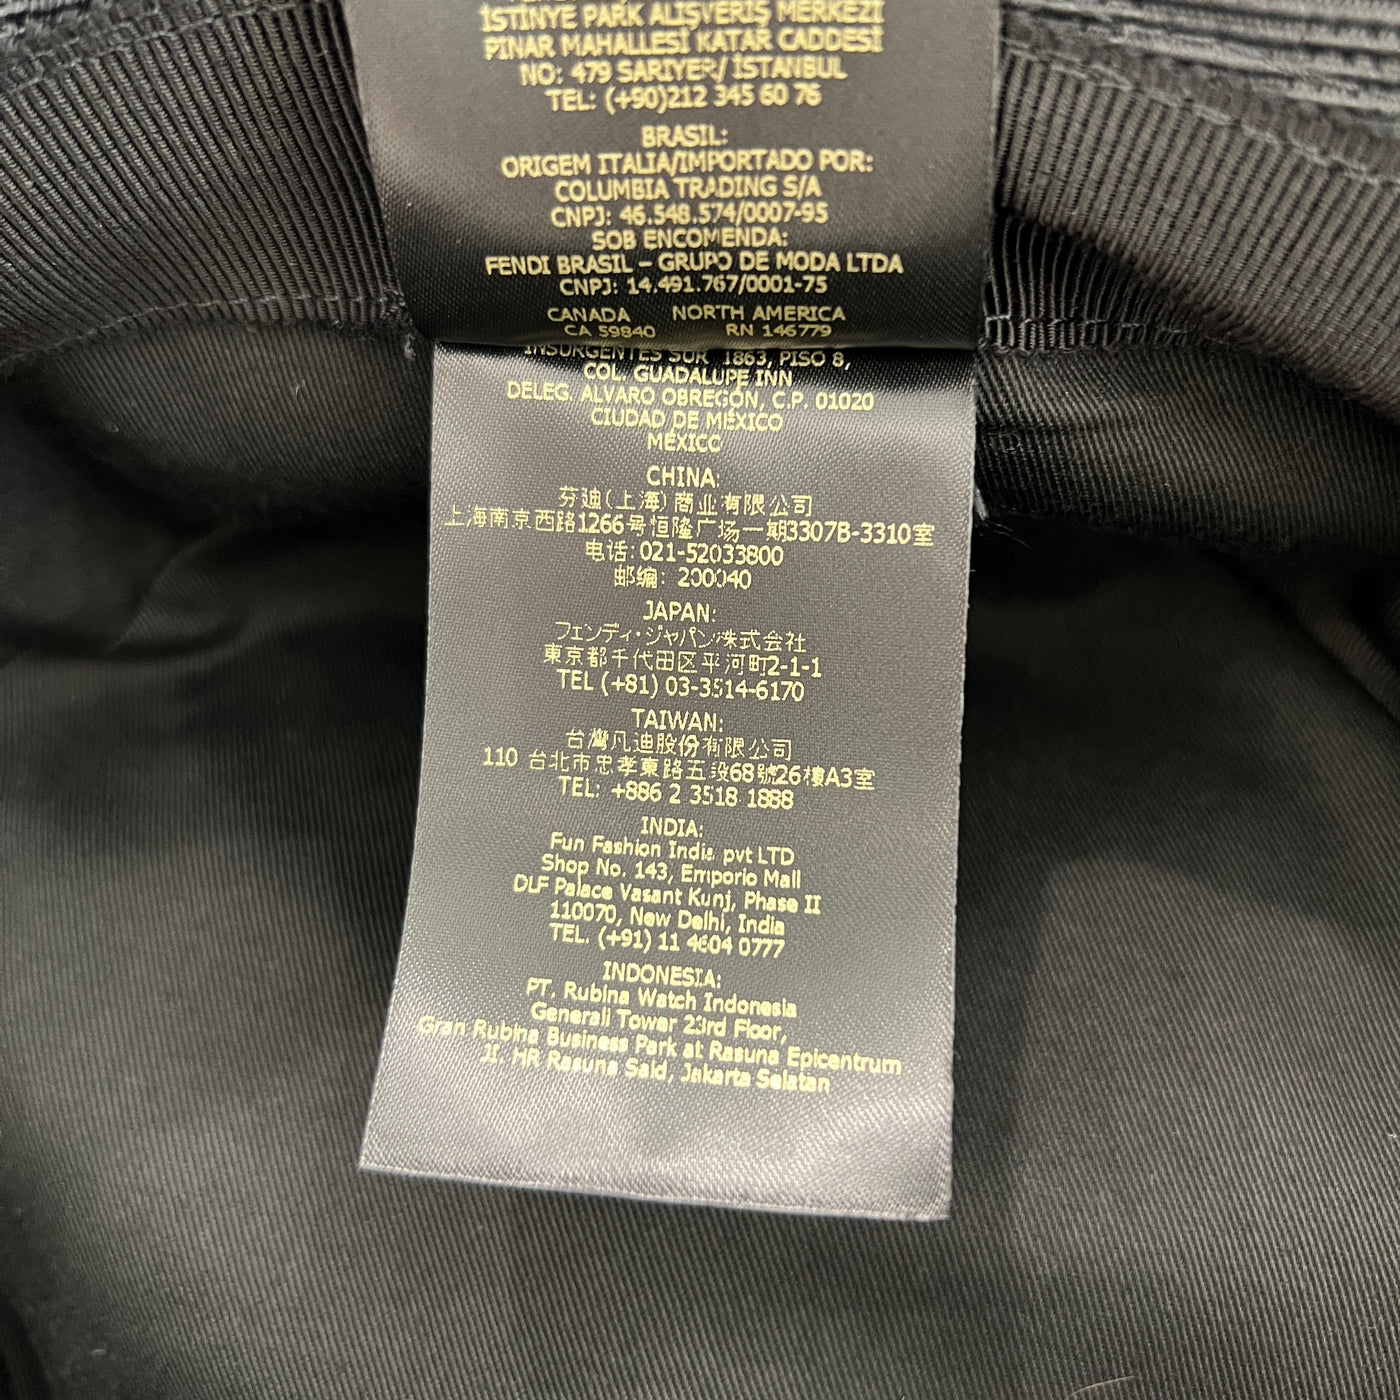 İSTİNYE PARK ALIŞVERİŞ MERKEZİ
PINAR MAHALLESİ KATAR CADDESİ
NO: 479 SARIYER/ İSTANBUL
TEL: (+90)212 345 60 76
BRASIL:
ORIGEM ITALIA/IMPORTADO POR:
COLUMBIA TRADING S/A
CNPJ: 46.548.574/0007-95
SOB ENCOMENDA:
FENDI BRASIL – GRUPO DE MODA LTDA
CNPJ: 14.491.767/0001-75
CANADA NORTH AMERICA
CA 59840 RN 146779
INSURGENTES SUR 1863, PISO 8,
COL. GUADALUPE INN
DELEG. ALVARO OBREGÓN, C.P. 01020
CIUDAD DE MÉXICO
MÉXICO
CHINA:
芬迪(上海)商业有限公司
上海南京西路1266号恒隆广场一期3307B-3310室
电话: 021-52033800
邮编: 200040
JAPAN:
フェンディ・ジャパン株式会社
東京都千代田区平河町2-1-1
TEL (+81) 03-3514-6170
TAIWAN:
台灣凡迪股份有限公司
110 台北市忠孝東路五段68號26樓A3室
TEL: +886 2 3518 1888
INDIA:
Fun Fashion India pvt LTD
Shop No. 143, Emporio Mall
DLF Palace Vasant Kunj, Phase II
110070, New Delhi, India
TEL. (+91) 11 4604 0777
INDONESIA:
PT. Rubina Watch Indonesia
Generali Tower 23rd Floor,
Gran Rubina Business Park at Rasuna Epicentrum
Jl. HR Rasuna Said, Jakarta Selatan